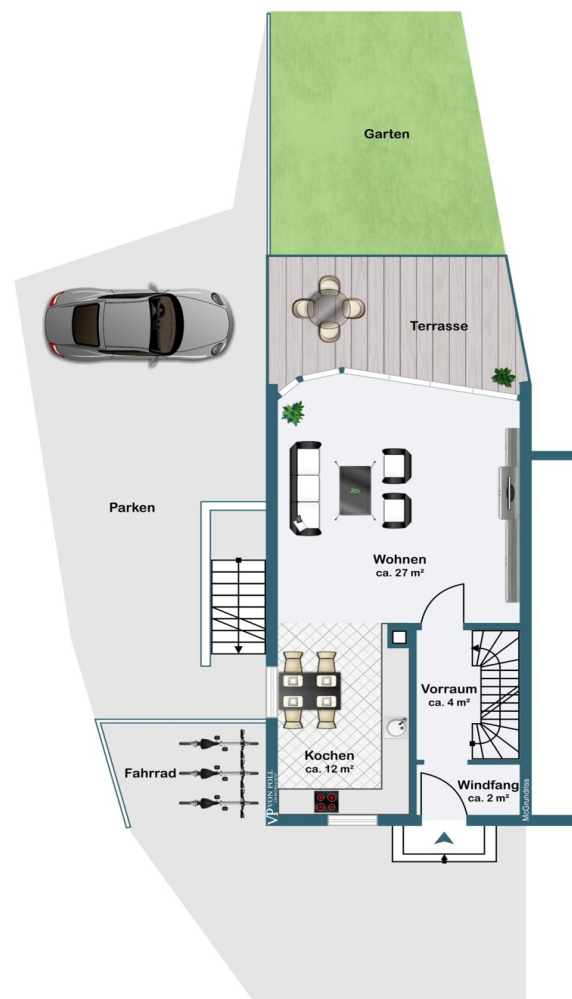 Garten
Terrasse
Parken
Wohnen
ca. 27 m²
Vorraum
ca. 4 m²
Kochen
ca. 12 m²
Fahrrad
Windfang
ca. 2 m²
VP VON POLL
McGrundriss